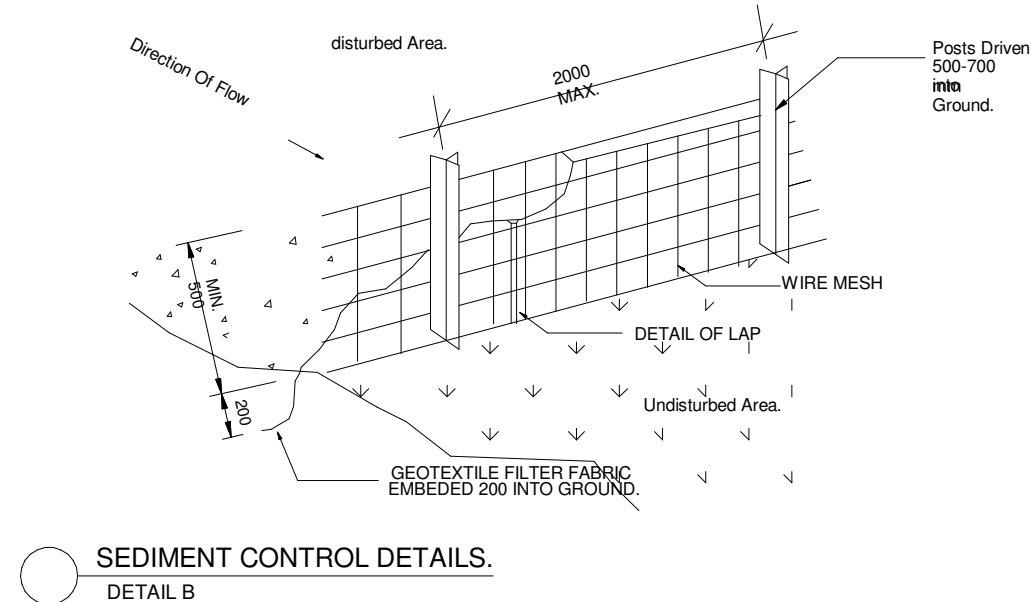 disturbed Area.
Direction Of Flow
2000
MAX.
Posts Driven
500-700
into
Ground.
MIN.
500
WIRE MESH
DETAIL OF LAP
200
Undisturbed Area.
GEOTEXTILE FILTER FABRIC
EMBEDED 200 INTO GROUND.
SEDIMENT CONTROL DETAILS.
DETAIL B